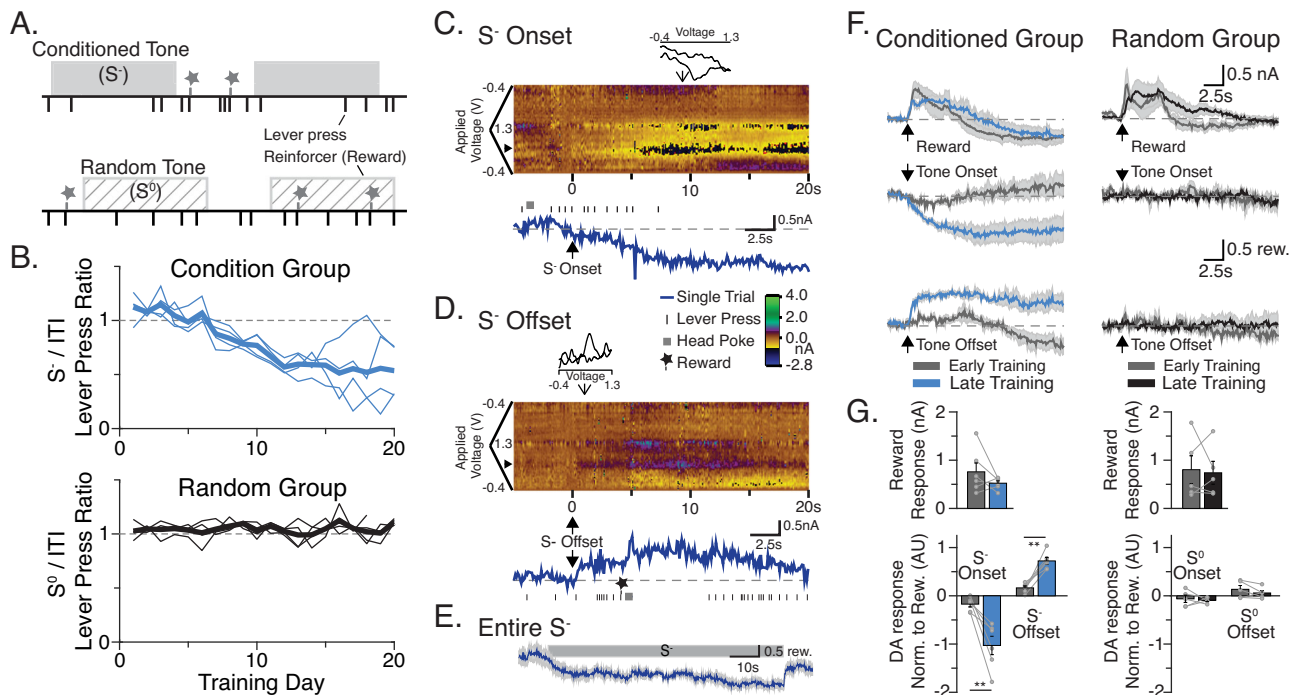 A.
Conditioned Tone
(S-)
Lever press
Reinforcer (Reward)
Random Tone
(S0)
B.
Condition Group
S- / ITI
Lever Press Ratio
1
0
0
10
20
Random Group
S0 / ITI
Lever Press Ratio
1
0
0
10
20
Training Day
C.
S- Onset
-0.4 Voltage 1.3
Applied
Voltage (V)
-0.4
1.3
-0.4
0
10
20s
0.5nA
2.5s
S- Onset
Single Trial
Lever Press
Head Poke
Reward
4.0
2.0
0.0
nA
-2.8
D.
S- Offset
Voltage
-0.4
1.3
Applied
Voltage (V)
-0.4
1.3
-0.4
0
10
20s
S- Offset
0.5nA
2.5s
E.
Entire S-
S-
0.5 rew.
10s
F.
Conditioned Group
Random Group
0.5 nA
2.5s
Reward
Reward
Tone Onset
Tone Onset
0.5 rew.
2.5s
Tone Offset
Tone Offset
Early Training
Late Training
Early Training
Late Training
G.
Reward
Response (nA)
2
1
0
Reward
Response (nA)
2
1
0
DA response
Norm. to Rew. (AU)
1
0
-1
-2
S-
Onset
**
S-
Offset
**
DA response
Norm. to Rew. (AU)
1
0
-1
-2
S0
Onset
S0
Offset